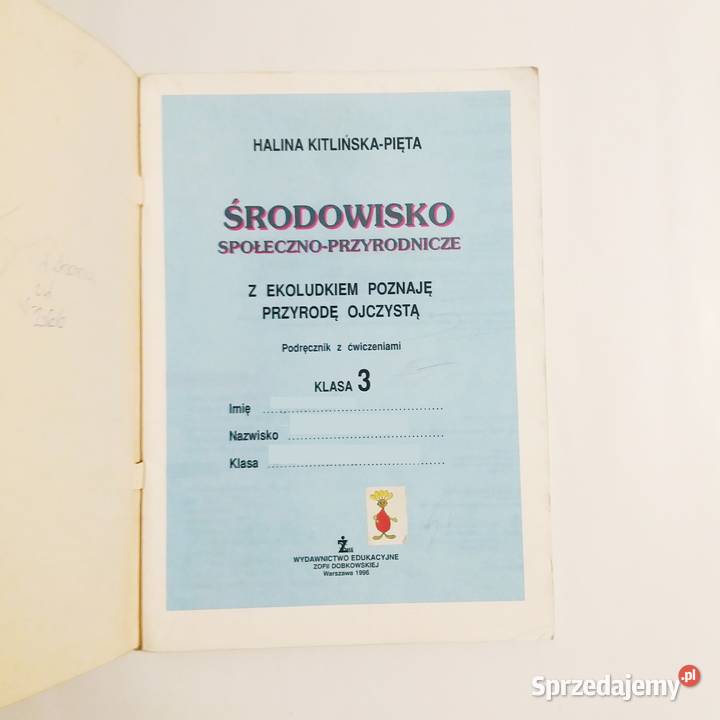 HALINA KITLIŃSKA-PIĘTA
ŚRODOWISKO
SPOŁECZNO-PRZYRODNICZE
Z EKOLUDKIEM POZNAJĘ
PRZYRODĘ OJCZYSTĄ
Podręcznik z ćwiczeniami
KLASA 3
Imię
Nazwisko
Klasa
WYDAWNICTWO EDUKACYJNE
ZOFII DOBKOWSKIEJ
Warszawa 1996
Sprzedajemy.pl